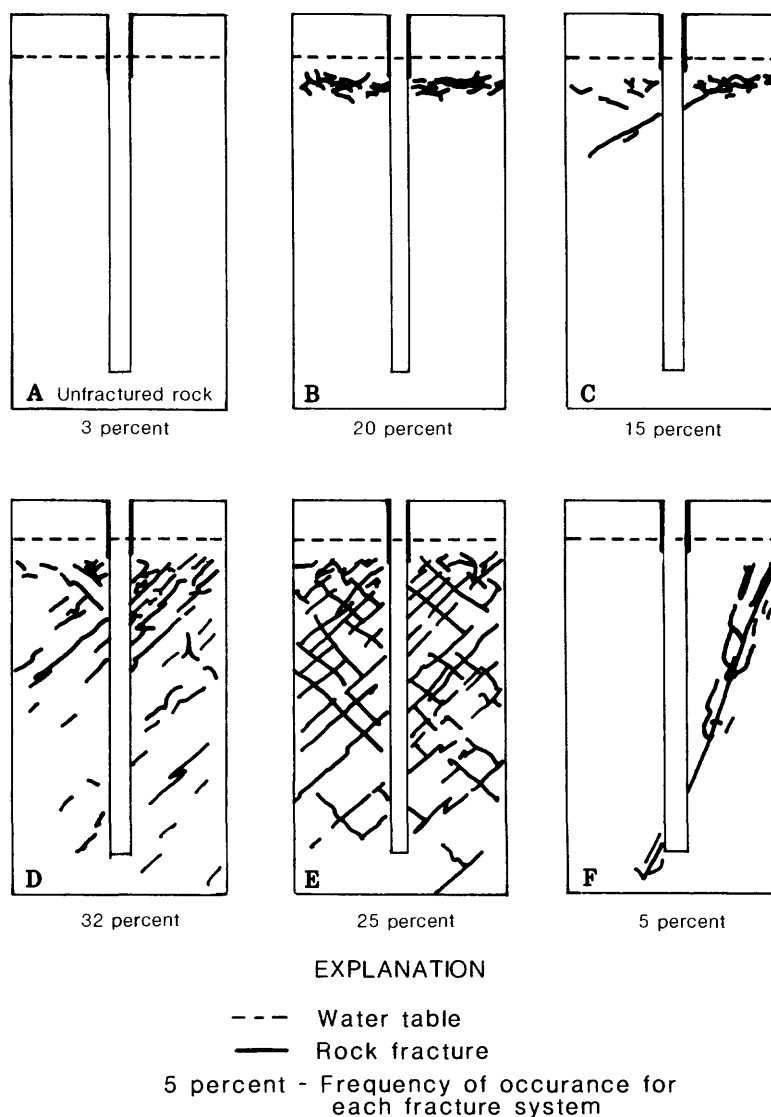 A Unfractured rock
3 percent
B
20 percent
C
15 percent
D
32 percent
E
25 percent
F
5 percent
EXPLANATION
Water table
Rock fracture
5 percent - Frequency of occurance for
each fracture system